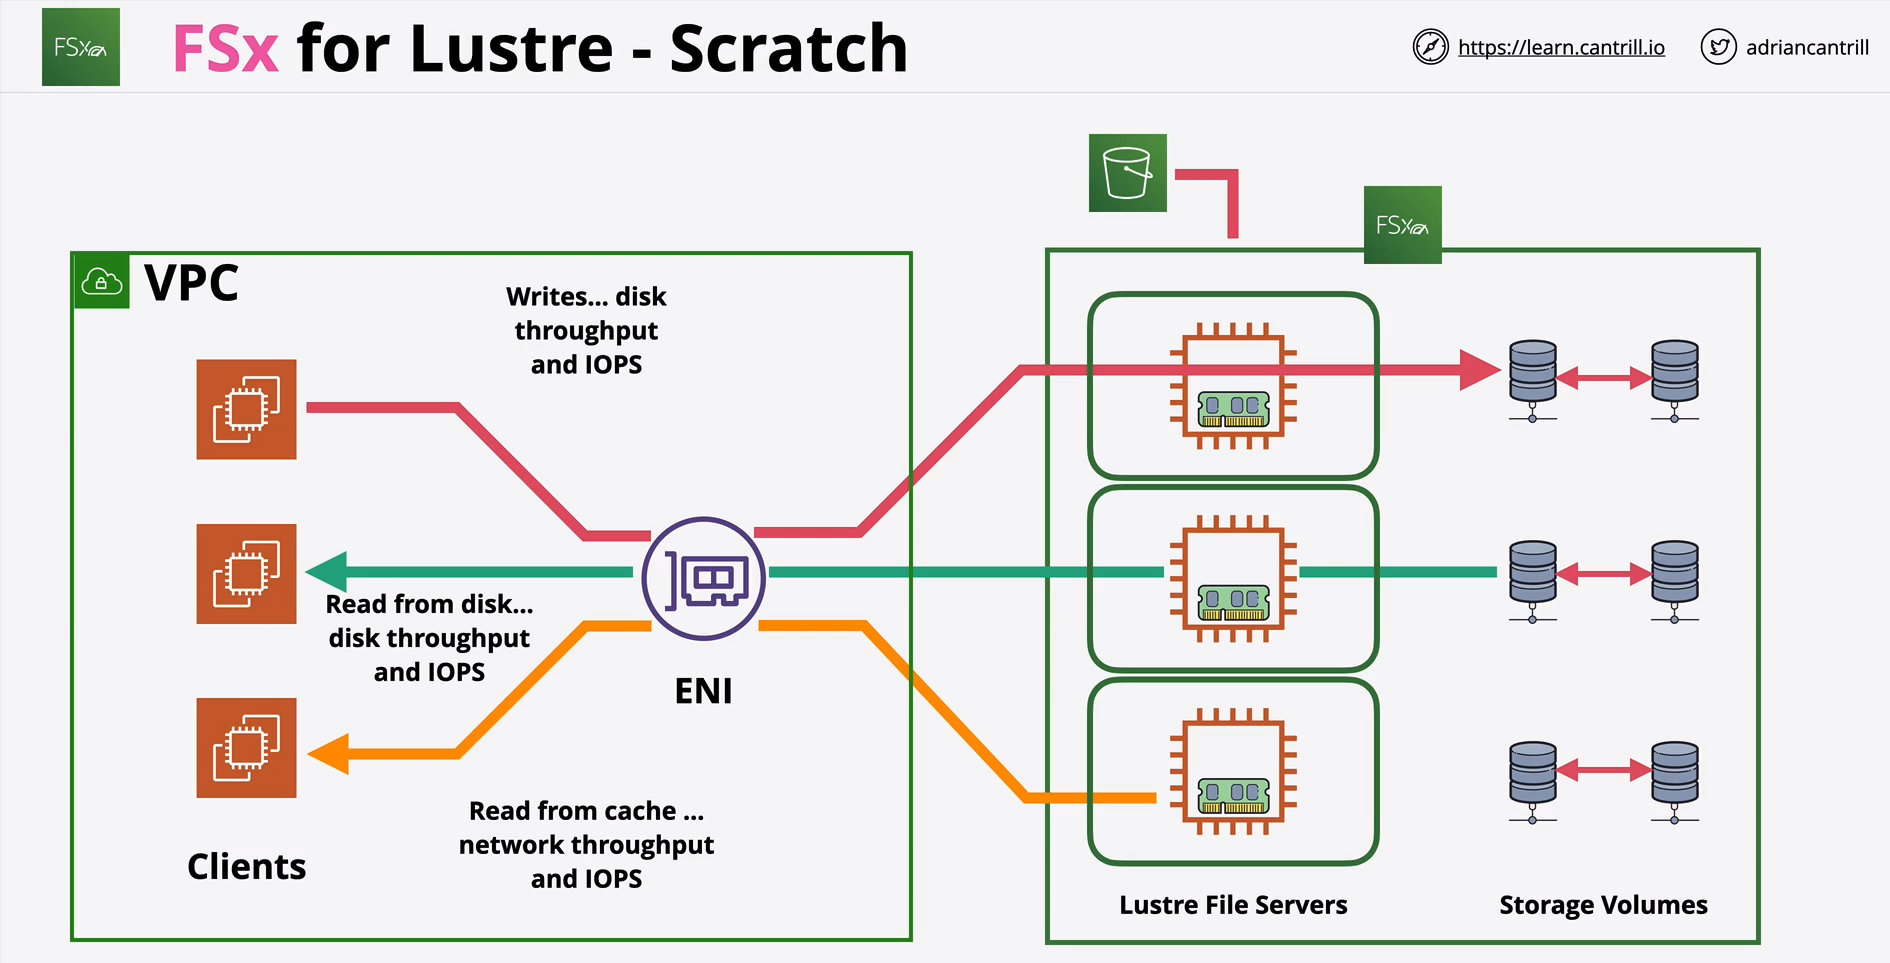 FSx
FSx for Lustre - Scratch
https://learn.cantrill.io
adriancantrill
FSx
VPC
Writes... disk
throughput
and IOPS
Read from disk...
disk throughput
and IOPS
ENI
Read from cache ...
network throughput
and IOPS
Clients
Lustre File Servers
Storage Volumes